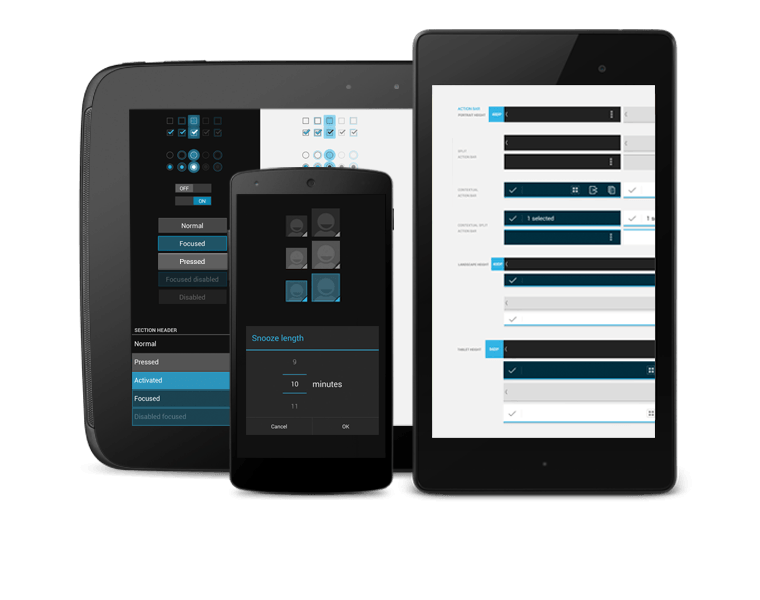 OFF
ON
Normal
Focused
Pressed
Focused disabled
Disabled
SECTION HEADER
Normal
Pressed
Activated
Focused
Disabled focused
Snooze length
9
10 minutes
11
Cancel OK
ACTION BAR
PORTRAIT HEIGHT
SPLIT
ACTION BAR
CONTEXTUAL
ACTION BAR
CONTEXTUAL SPLIT
ACTION BAR
1 selected
LANDSCAPE HEIGHT
TABLET HEIGHT